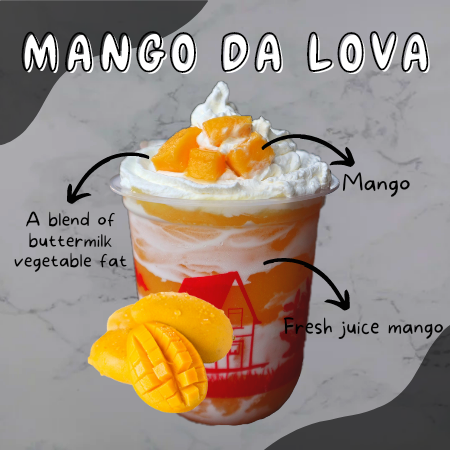 MANGO DA LOVA
Mango
A blend of
buttermilk
vegetable fat
Fresh juice mango